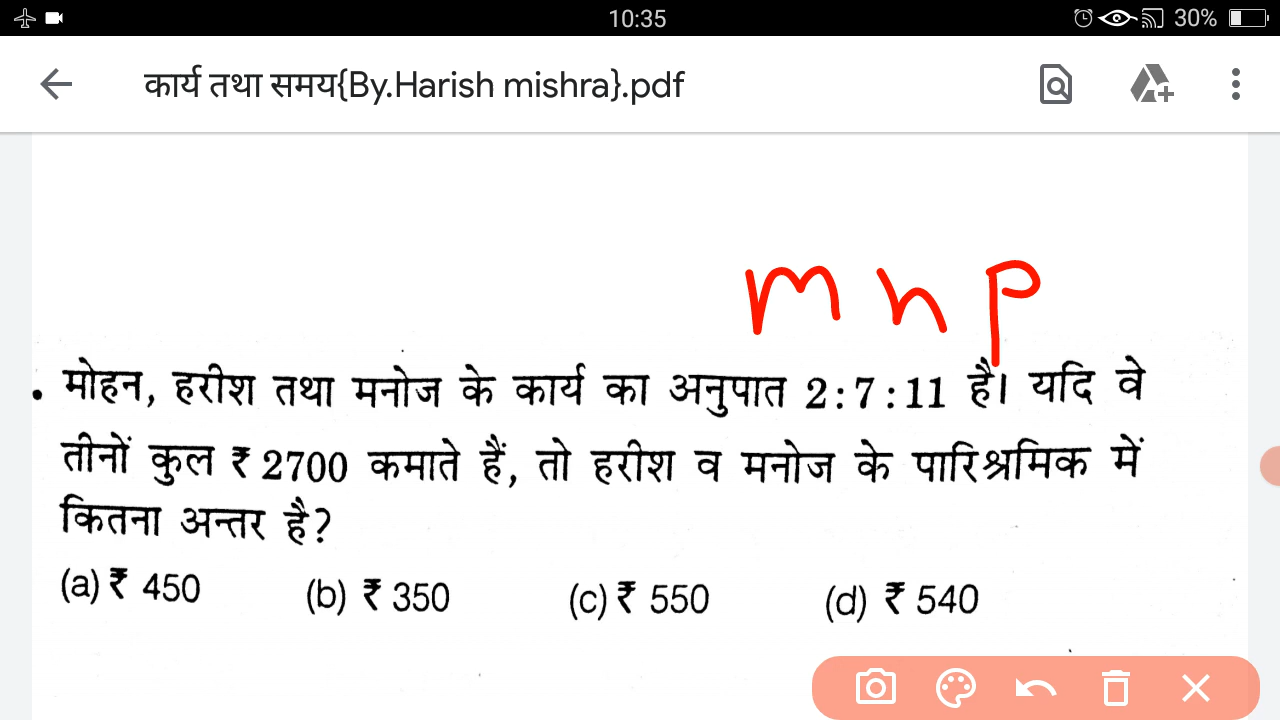 10:35
30%
कार्य तथा समय{By.Harish mishra}.pdf
m n p
. मोहन, हरीश तथा मनोज के कार्य का अनुपात 2:7:11 है। यदि वे
तीनों कुल ₹ 2700 कमाते हैं, तो हरीश व मनोज के पारिश्रमिक में
कितना अन्तर है?
(a) ₹ 450 (b) ₹ 350 (c) ₹ 550 (d) ₹ 540